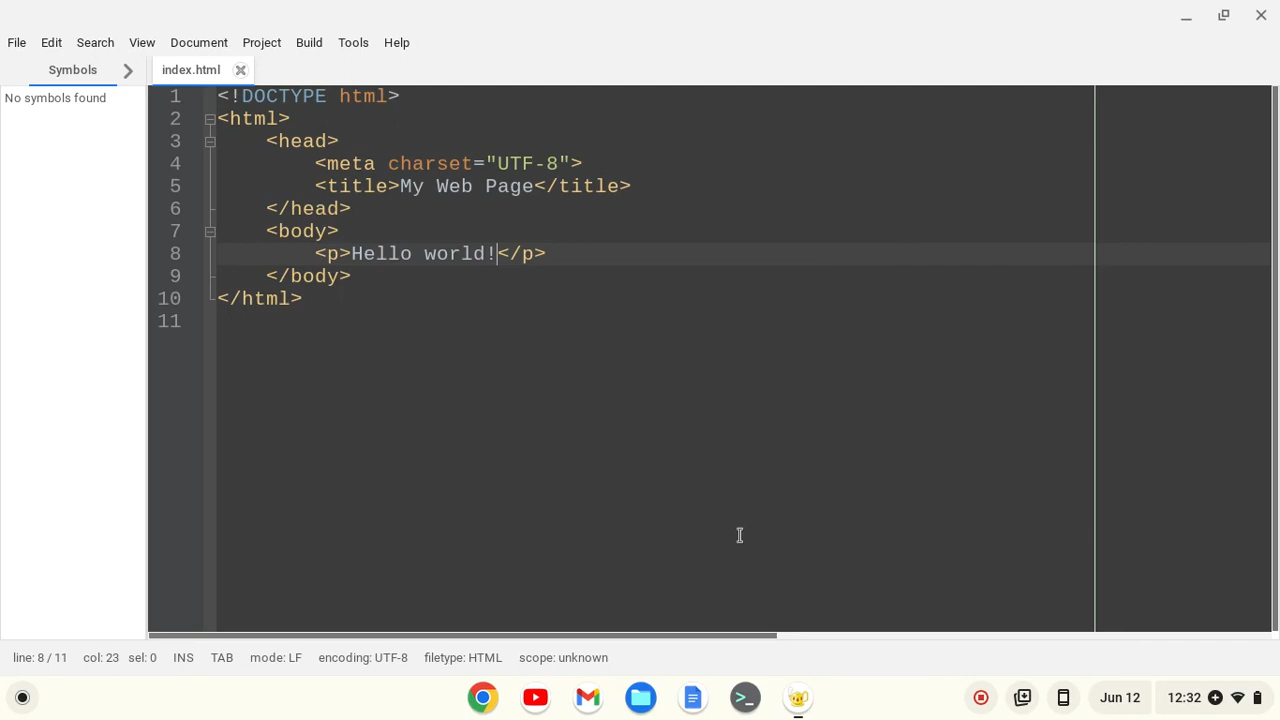 File Edit Search View Document Project Build Tools Help
Symbols index.html
No symbols found
1 <!DOCTYPE html>
2 <html>
3 <head>
4 <meta charset="UTF-8">
5 <title>My Web Page</title>
6 </head>
7 <body>
8 <p>Hello world!</p>
9 </body>
10 </html>
11
line: 8 / 11 col: 23 sel: 0 INS TAB mode: LF encoding: UTF-8 filetype: HTML scope: unknown
Jun 12 12:32